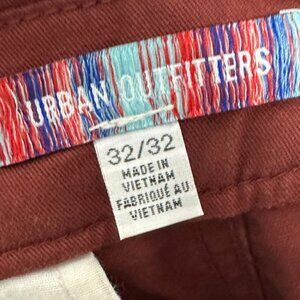 URBAN OUTFITTERS
32/32
MADE IN
VIETNAM
FABRIQUÉ AU
VIETNAM